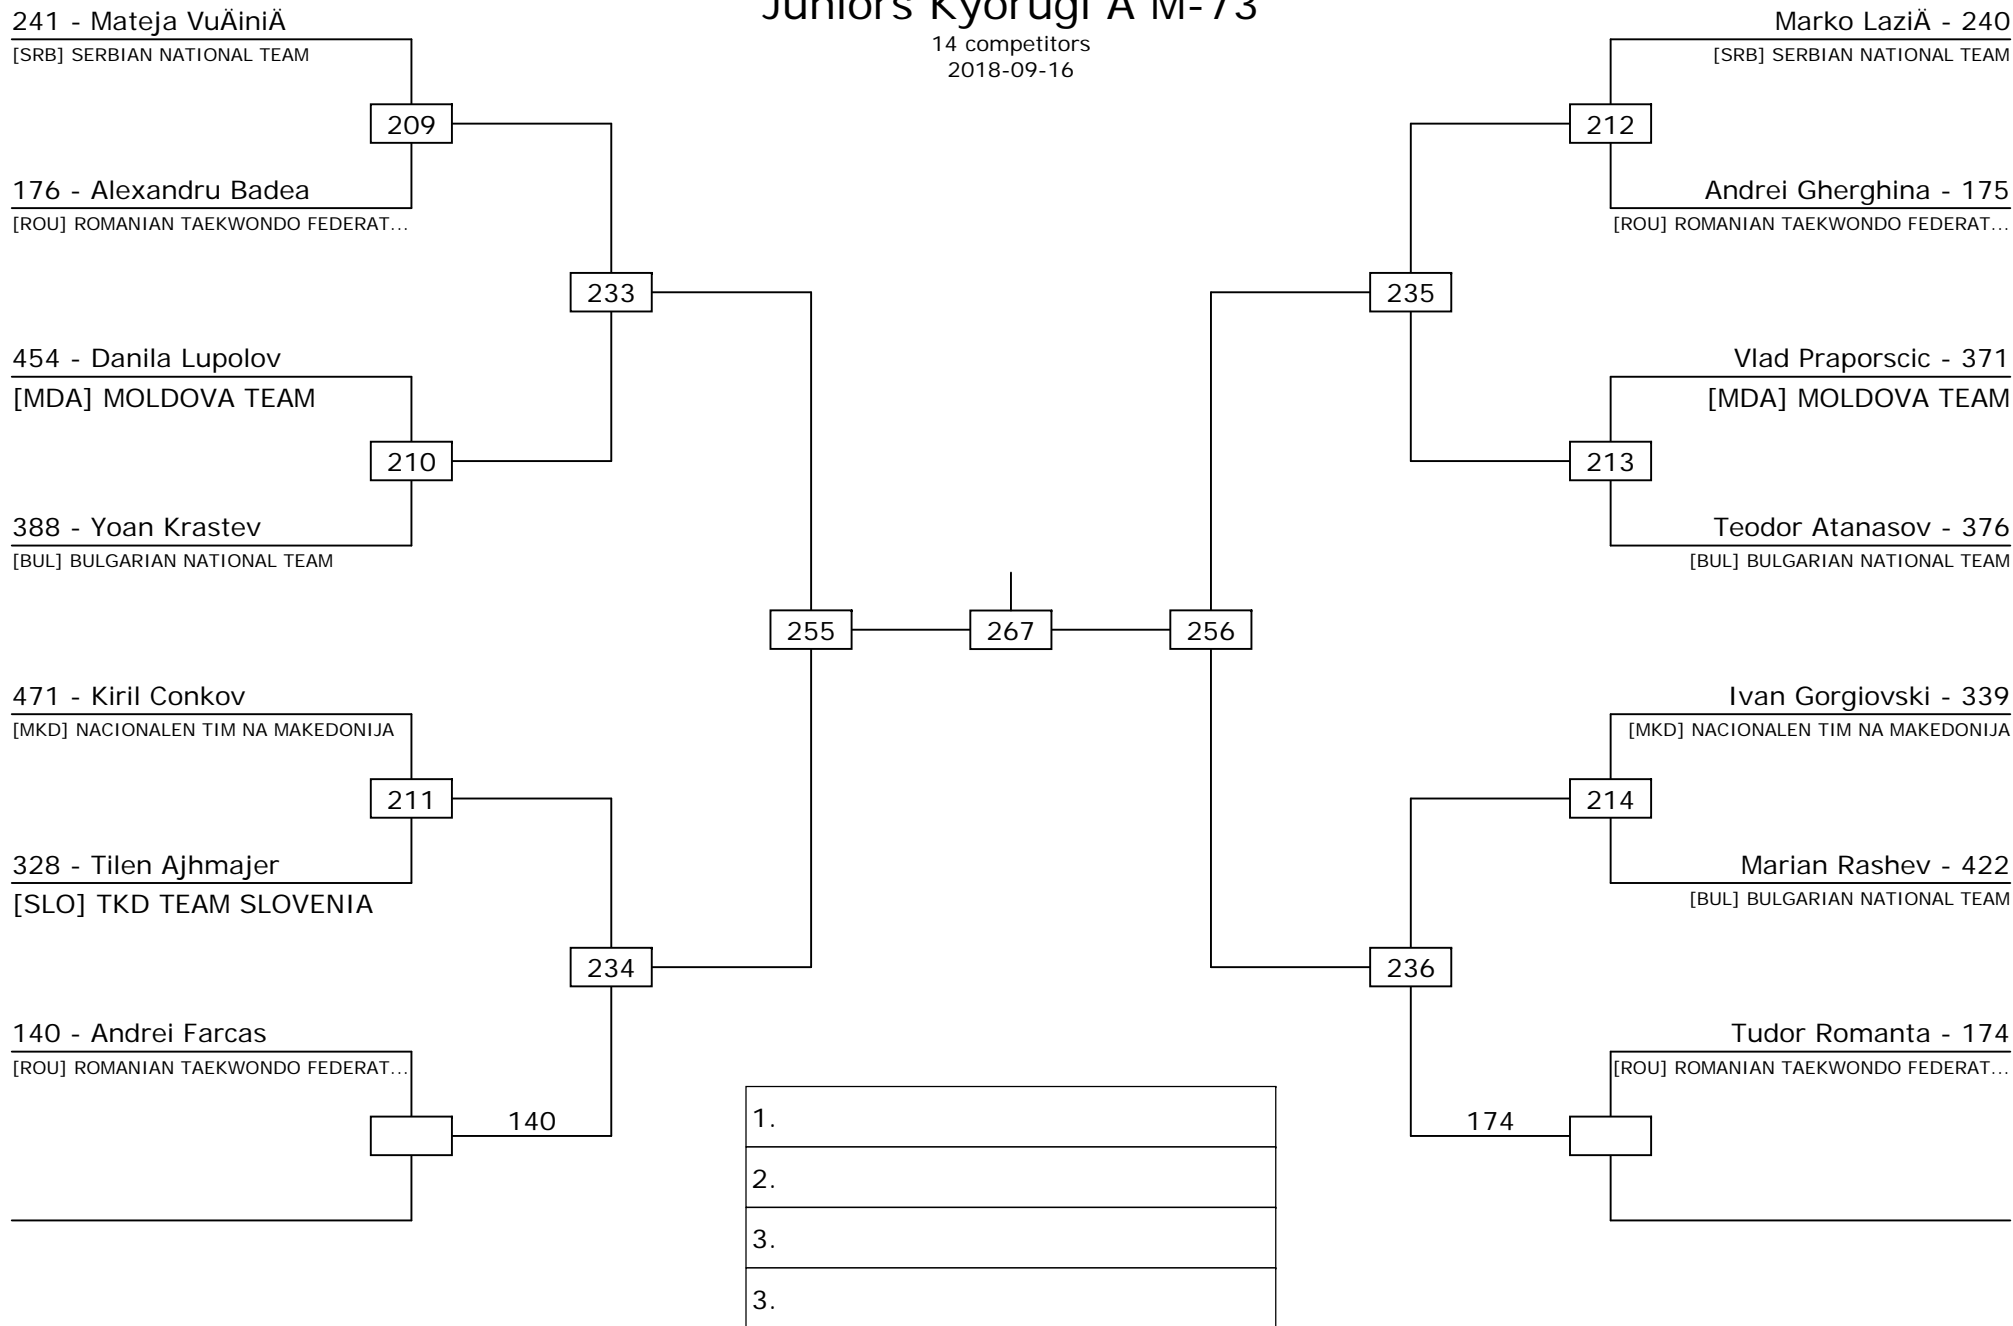 Juniors Kyorugi A M-73
14 competitors
2018-09-16
241 - Mateja VuÄiniÄ
[SRB] SERBIAN NATIONAL TEAM
209
176 - Alexandru Badea
[ROU] ROMANIAN TAEKWONDO FEDERAT...
233
454 - Danila Lupolov
[MDA] MOLDOVA TEAM
210
388 - Yoan Krastev
[BUL] BULGARIAN NATIONAL TEAM
255
267
256
471 - Kiril Conkov
[MKD] NACIONALEN TIM NA MAKEDONIJA
211
328 - Tilen Ajhmajer
[SLO] TKD TEAM SLOVENIA
234
140 - Andrei Farcas
[ROU] ROMANIAN TAEKWONDO FEDERAT...
140
Marko LaziÄ - 240
[SRB] SERBIAN NATIONAL TEAM
212
Andrei Gherghina - 175
[ROU] ROMANIAN TAEKWONDO FEDERAT...
235
Vlad Praporscic - 371
[MDA] MOLDOVA TEAM
213
Teodor Atanasov - 376
[BUL] BULGARIAN NATIONAL TEAM
Ivan Gorgiovski - 339
[MKD] NACIONALEN TIM NA MAKEDONIJA
214
Marian Rashev - 422
[BUL] BULGARIAN NATIONAL TEAM
236
Tudor Romanta - 174
[ROU] ROMANIAN TAEKWONDO FEDERAT...
174
1.
2.
3.
3.